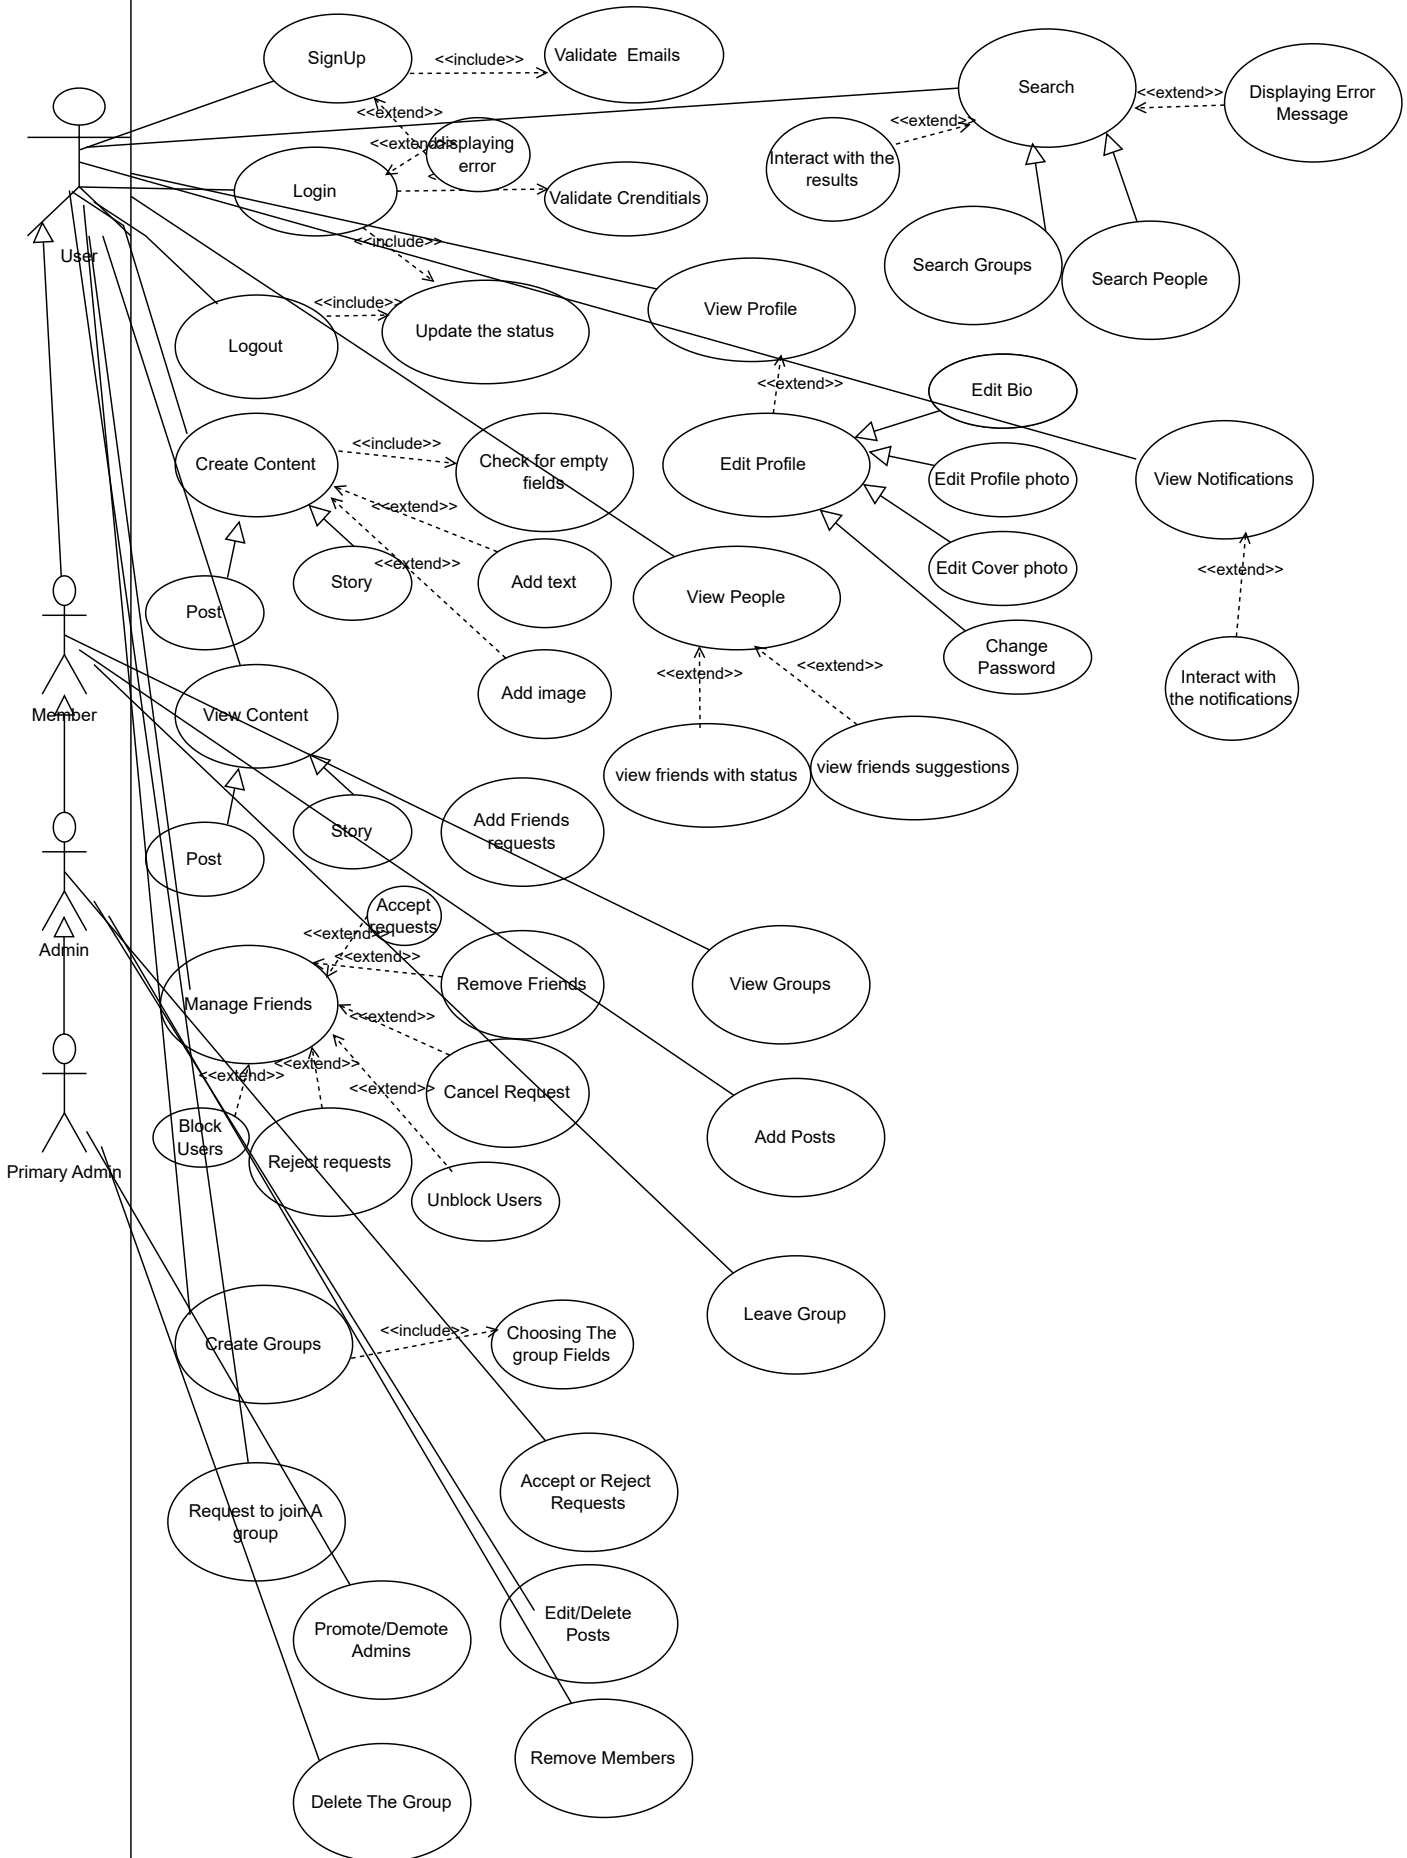 SignUp
<<include>>
Validate  Emails
Search
<<extend>>
Displaying Error
Message
<<extend>>
<<extend>>
<<extend>>
displaying
error
Interact with the
results
Login
Validate Crenditials
<<include>>
User
Search Groups
Search People
<<include>>
View Profile
Logout
Update the status
<<extend>>
Edit Bio
<<include>>
Create Content
Check for empty
fields
Edit Profile
Edit Profile photo
View Notifications
<<extend>>
<<extend>>
Story
Add text
Edit Cover photo
<<extend>>
Post
View People
Change
Password
<<extend>>
<<extend>>
Interact with
the notifications
Add image
Member
View Content
view friends with status
view friends suggestions
Story
Add Friends
requests
Post
Accept
requests
<<extend>>
Admin
<<extend>>
Manage Friends
Remove Friends
View Groups
<<extend>>
<<extend>>
<<extend>>
<<extend>>
Cancel Request
Block
Users
Add Posts
Reject requests
Primary Admin
Unblock Users
Leave Group
<<include>>
Create Groups
Choosing The
group Fields
Accept or Reject
Requests
Request to join A
group
Edit/Delete
Posts
Promote/Demote
Admins
Remove Members
Delete The Group